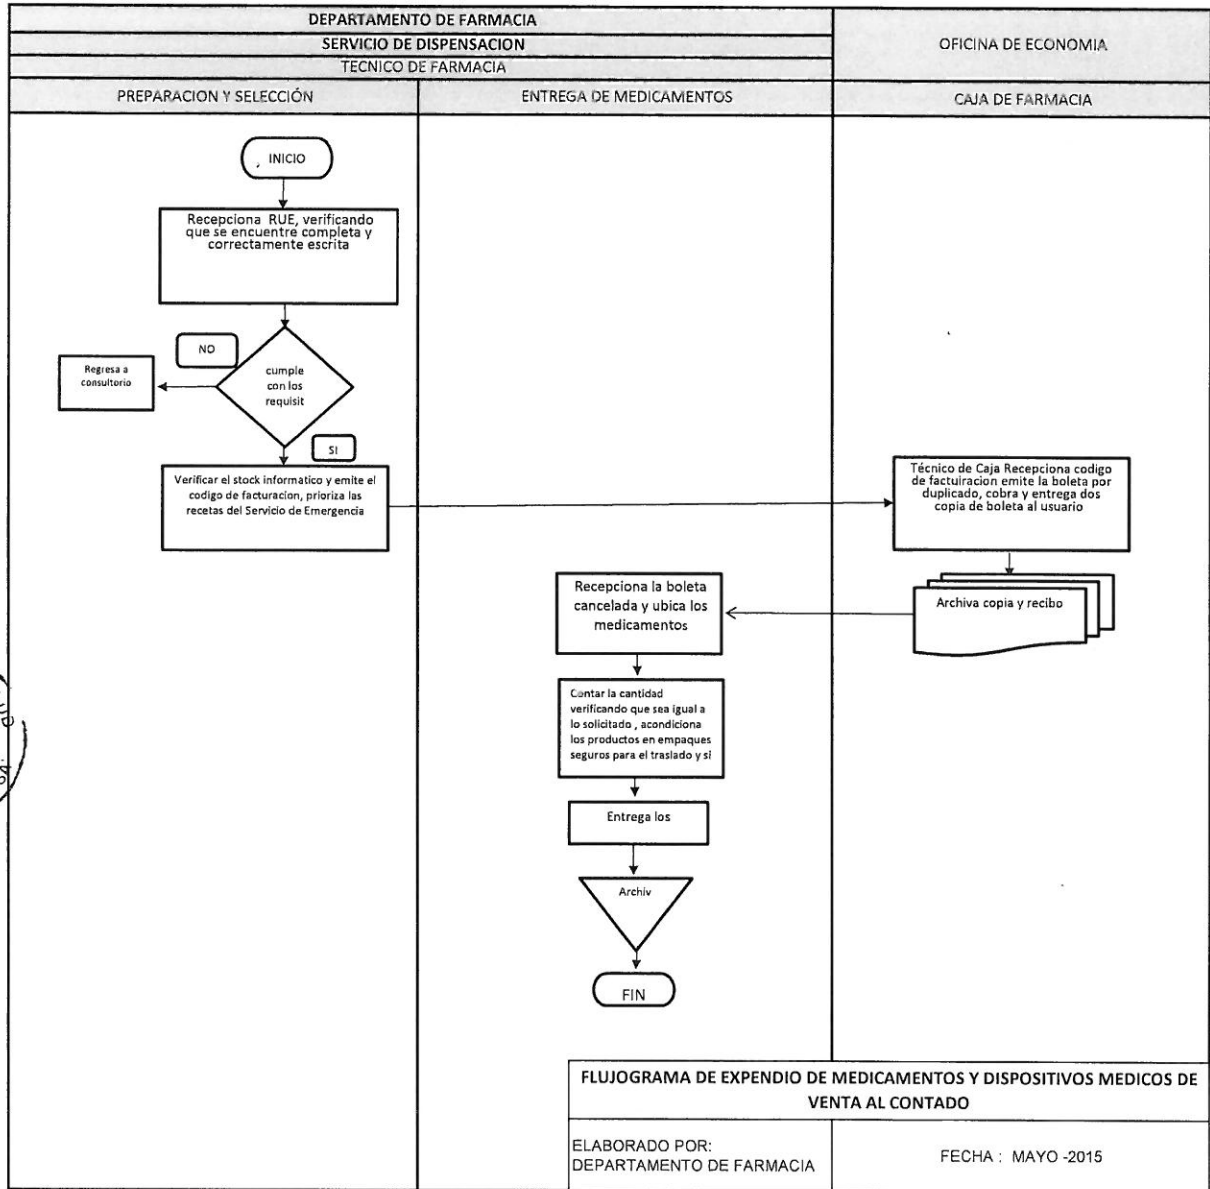 DEPARTAMENTO DE FARMACIA
SERVICIO DE DISPENSACION
TECNICO DE FARMACIA
OFICINA DE ECONOMIA
PREPARACION Y SELECCIÓN
ENTREGA DE MEDICAMENTOS
CAJA DE FARMACIA
INICIO
Recepciona RUE, verificando
que se encuentre completa y
correctamente escrita
NO
Regresa a
consultorio
cumple
con los
requisit
SI
Verificar el stock informatico y emite el
codigo de facturacion, prioriza las
recetas del Servicio de Emergencia
Técnico de Caja Recepciona codigo
de factuiracion emite la boleta por
duplicado, cobra y entrega dos
copia de boleta al usuario
Archiva copia y recibo
Recepciona la boleta
cancelada y ubica los
medicamentos
Contar la cantidad
verificando que sea igual a
lo solicitado , acondiciona
los productos en empaques
seguros para el traslado y si
Entrega los
Archiv
FIN
FLUJOGRAMA DE EXPENDIO DE MEDICAMENTOS Y DISPOSITIVOS MEDICOS DE
VENTA AL CONTADO
ELABORADO POR:
DEPARTAMENTO DE FARMACIA
FECHA : MAYO -2015